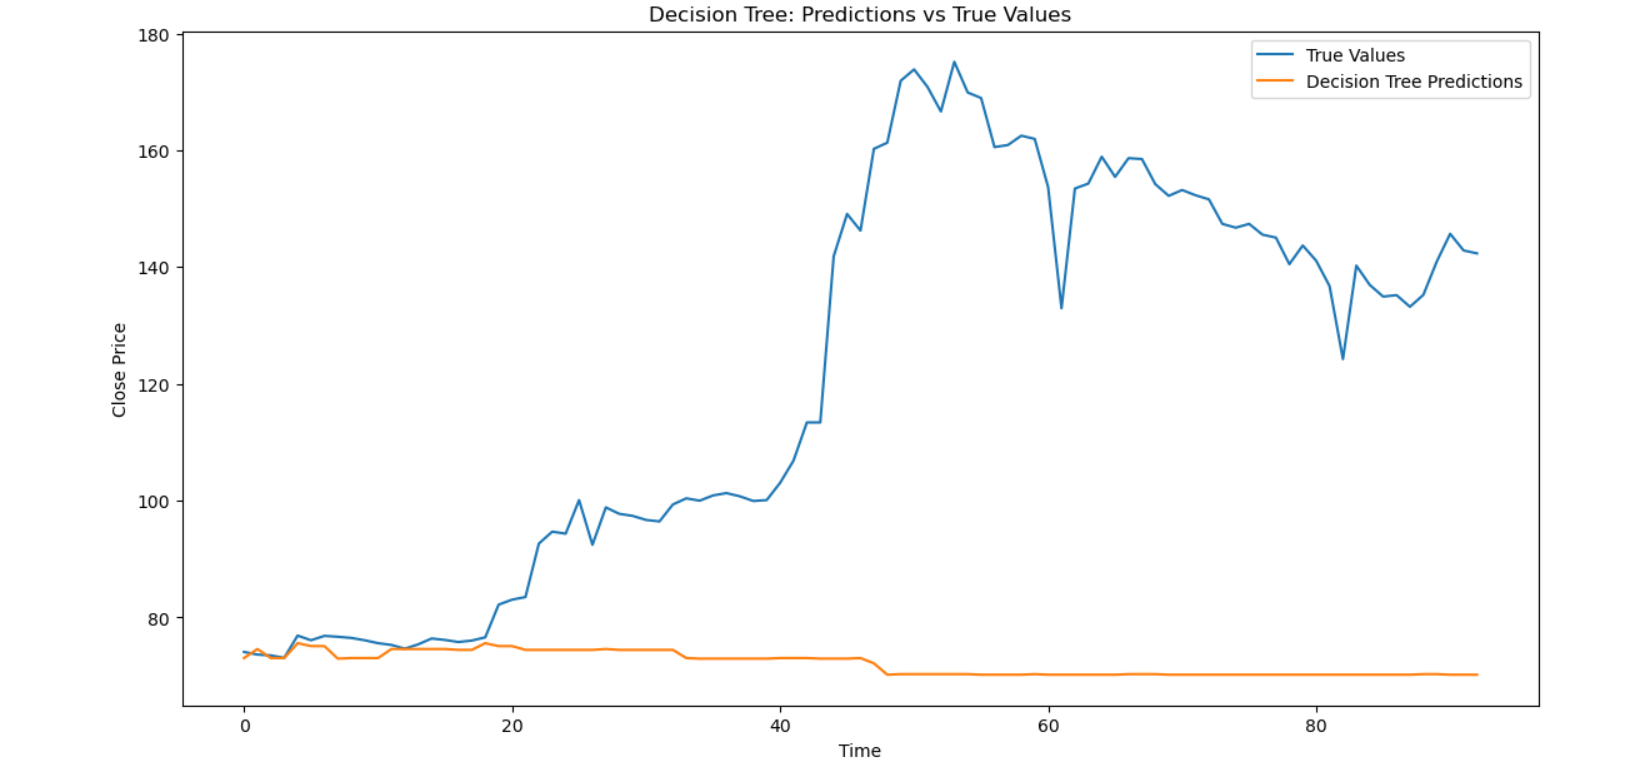 Decision Tree: Predictions vs True Values
True Values
Decision Tree Predictions
180
160
140
120
100
80
Close Price
0 20 40 60 80
Time